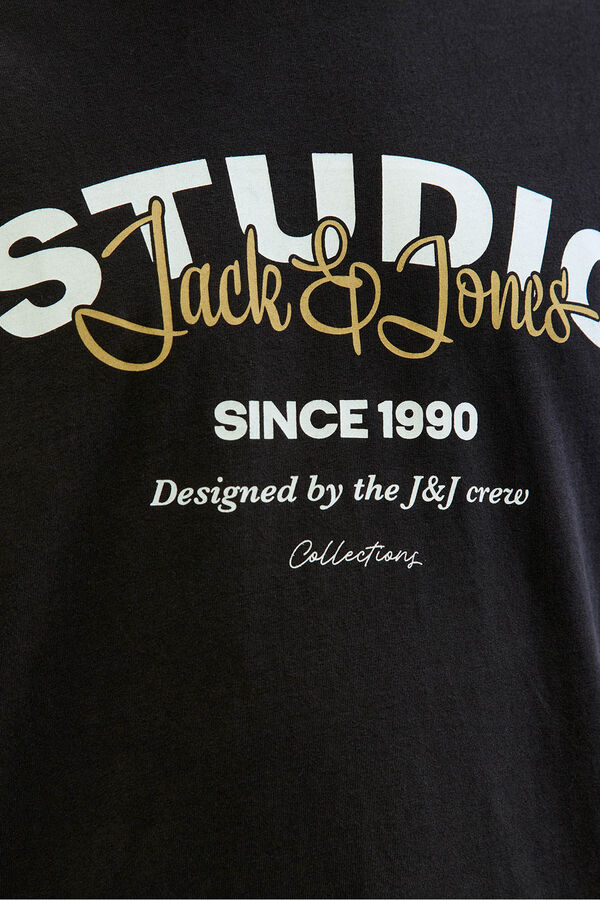 STUDIO
Jack & Jones
SINCE 1990
Designed by the J&J crew
Collections